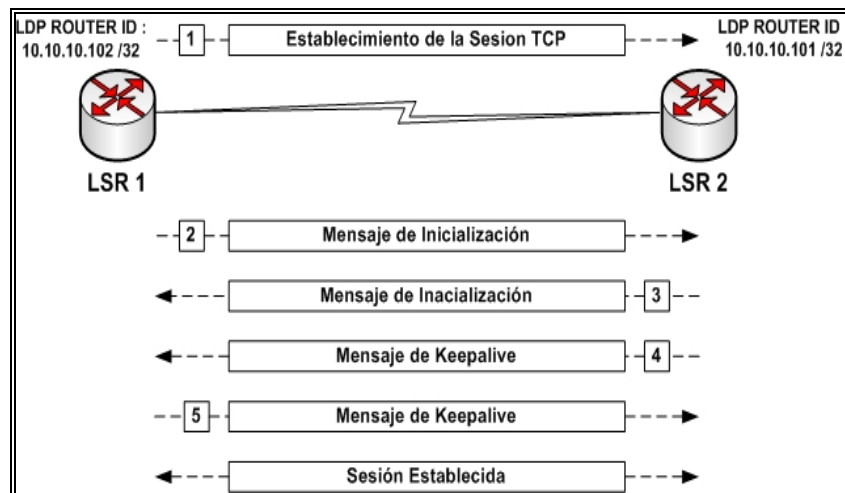 LDP ROUTER ID :
10.10.10.102 /32
1
Establecimiento de la Sesion TCP
LDP ROUTER ID
10.10.10.101 /32
LSR 1
LSR 2
2
Mensaje de Inicialización
Mensaje de Inacialización
3
Mensaje de Keepalive
4
5
Mensaje de Keepalive
Sesión Establecida